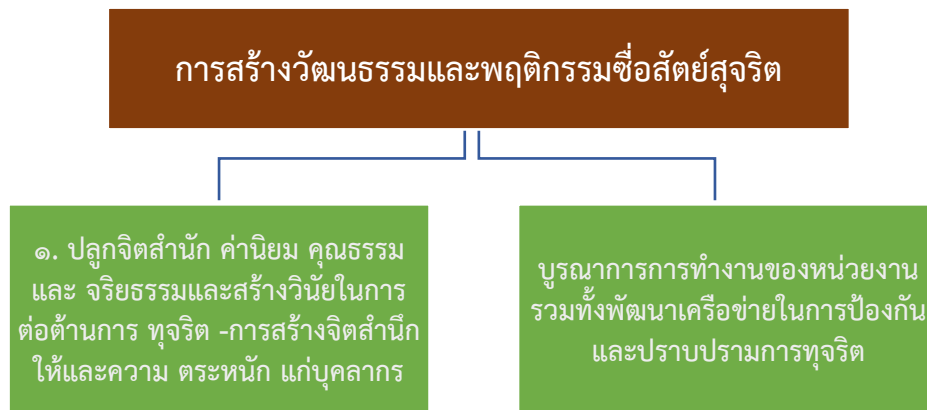 การสร้างวัฒนธรรมและพฤติกรรมซื่อสัตย์สุจริต
๑. ปลูกจิตสำนัก ค่านิยม คุณธรรม
และ จริยธรรมและสร้างวินัยในการ
ต่อต้านการ ทุจริต -การสร้างจิตสำนึก
ให้และความ ตระหนัก แก่บุคลากร
บูรณาการการทำงานของหน่วยงาน
รวมทั้งพัฒนาเครือข่ายในการป้องกัน
และปราบปรามการทุจริต